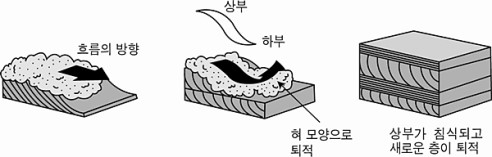 흐름의 방향
상부
하부
혀 모양으로
퇴적
상부가 침식되고
새로운 층이 퇴적